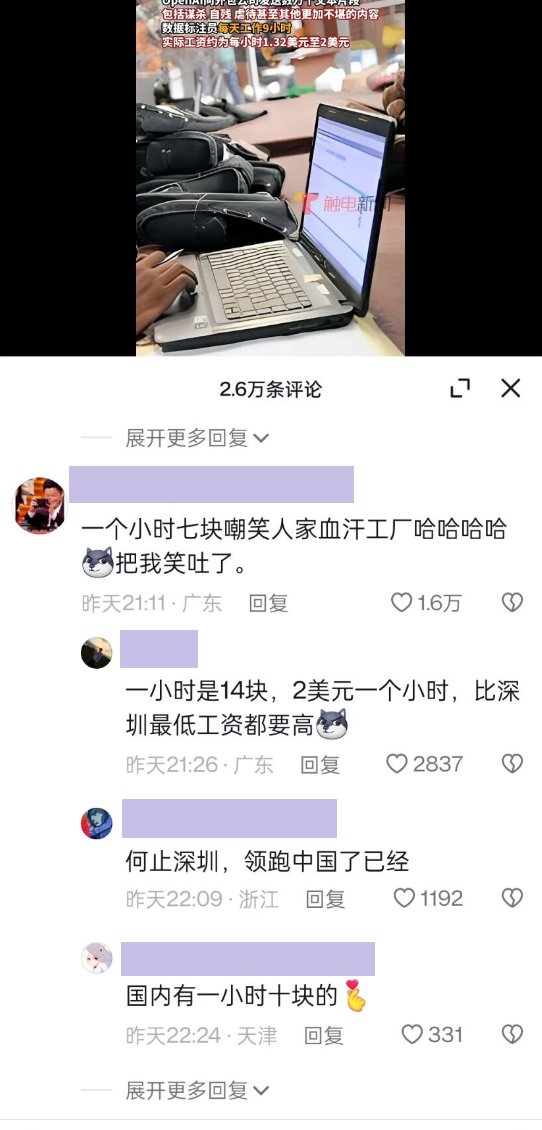 OpenAI向外包公司发送数万个文本片段
包括谋杀 自残 虐待甚至其他更加不堪的内容
数据标注员每天工作9小时
实际工资约为每小时1.32美元至2美元
触电新闻
2.6万条评论
展开更多回复
一个小时七块嘲笑人家血汗工厂哈哈哈哈
把我笑吐了。
昨天21:11 · 广东 回复 1.6万
一小时是14块，2美元一个小时，比深
圳最低工资都要高
昨天21:26 · 广东 回复 2837
何止深圳，领跑中国了已经
昨天22:09 · 浙江 回复 1192
国内有一小时十块的
昨天22:24 · 天津 回复 331
展开更多回复